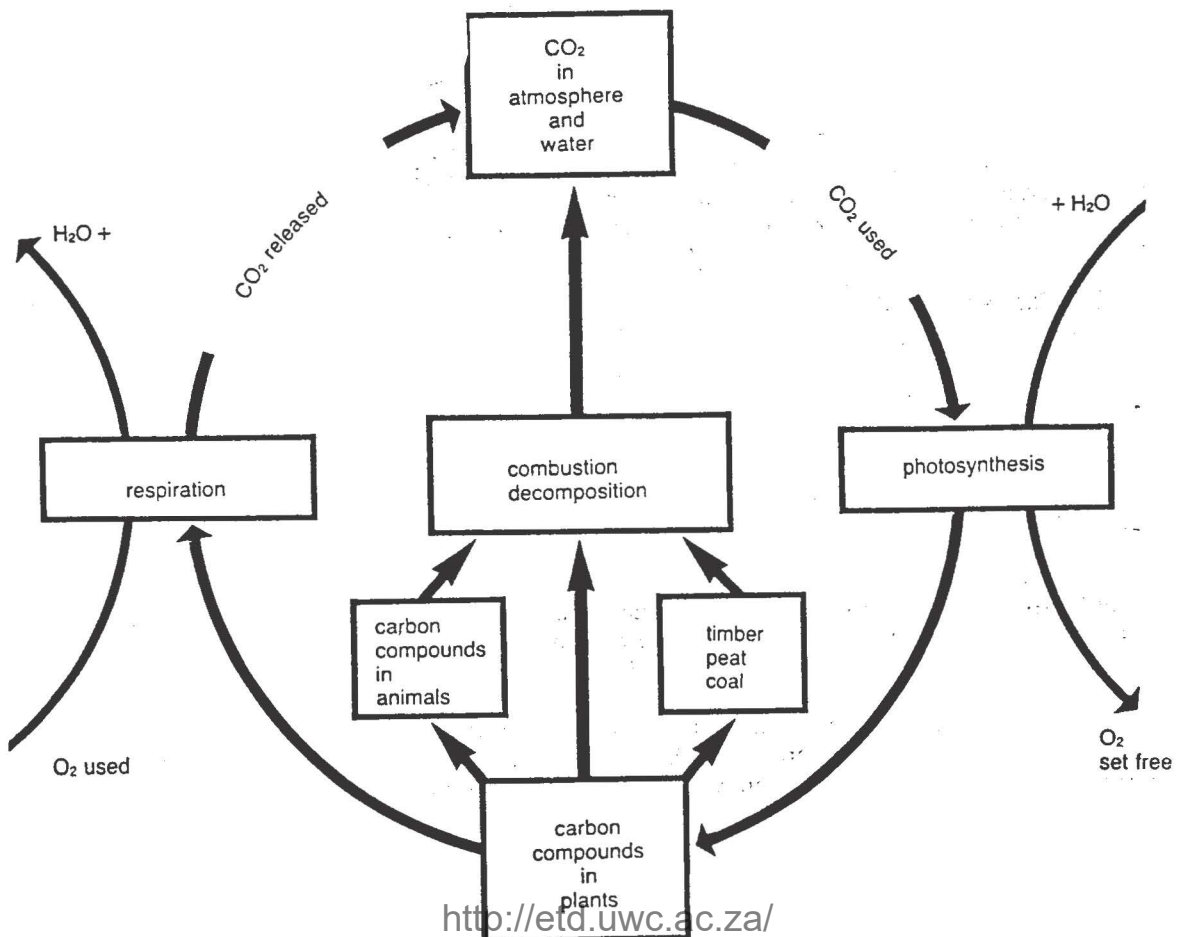 CO₂
in
atmosphere
and
water
CO₂ released
CO₂ used
H₂O +
+ H₂O
respiration
combustion
decomposition
photosynthesis
carbon
compounds
in
animals
timber
peat
coal
O₂ used
O₂
set free
carbon
compounds
in
plants
http://etd.uwc.ac.za/